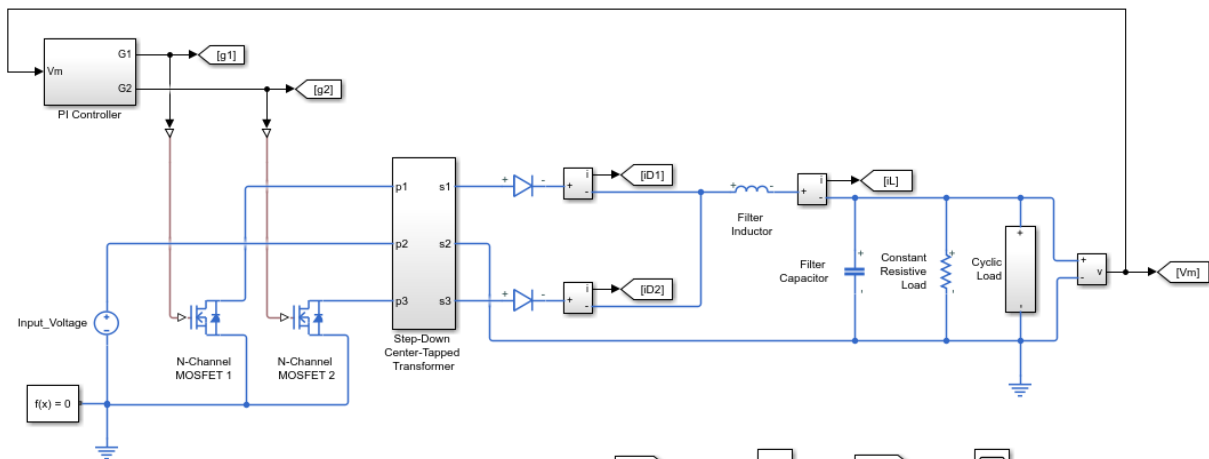 Vm
G1
G2
PI Controller
[g1]
[g2]
Input_Voltage
f(x) = 0
N-Channel
MOSFET 1
N-Channel
MOSFET 2
p1
p2
p3
s1
s2
s3
Step-Down
Center-Tapped
Transformer
+
-
+
i
-
[iD1]
+
-
+
i
-
[iD2]
+
-
Filter
Inductor
+
i
-
[iL]
Filter
Capacitor
+
-
Constant
Resistive
Load
+
-
Cyclic
Load
+
-
+
-
v
[Vm]